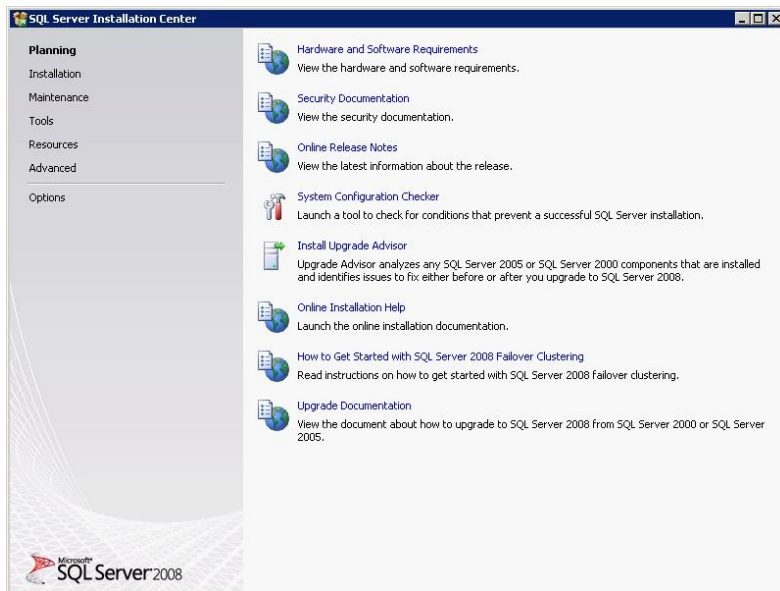 SQL Server Installation Center
Planning
Installation
Maintenance
Tools
Resources
Advanced
Options
Hardware and Software Requirements
View the hardware and software requirements.
Security Documentation
View the security documentation.
Online Release Notes
View the latest information about the release.
System Configuration Checker
Launch a tool to check for conditions that prevent a successful SQL Server installation.
Install Upgrade Advisor
Upgrade Advisor analyzes any SQL Server 2005 or SQL Server 2000 components that are installed
and identifies issues to fix either before or after you upgrade to SQL Server 2008.
Online Installation Help
Launch the online installation documentation.
How to Get Started with SQL Server 2008 Failover Clustering
Read instructions on how to get started with SQL Server 2008 failover clustering.
Upgrade Documentation
View the document about how to upgrade to SQL Server 2008 from SQL Server 2000 or SQL Server
2005.
Microsoft®
SQL Server®2008